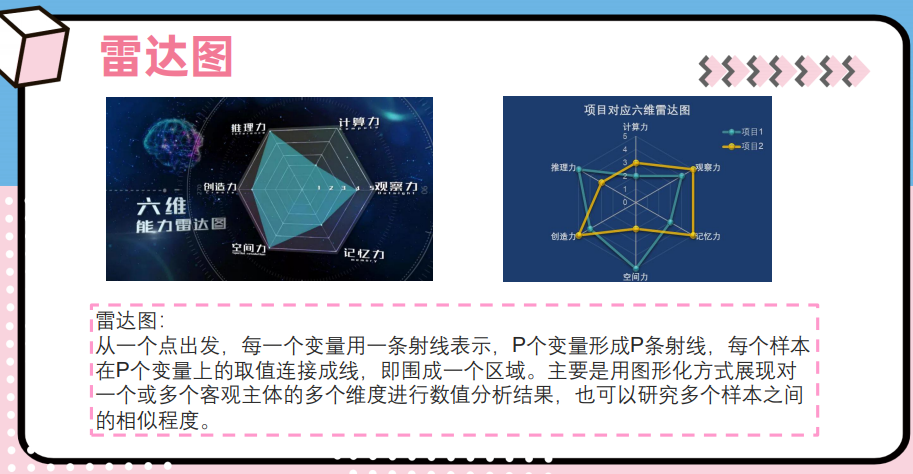 雷达图
推理力
计算力
创造力
1 2 3 4 5
观察力
六维
能力雷达图
空间力
记忆力
memory
项目对应六维雷达图
计算力
项目1
项目2
5
4
3
2
1
0
推理力
观察力
创造力
记忆力
空间力
雷达图：
从一个点出发，每一个变量用一条射线表示，P个变量形成P条射线，每个样本
在P个变量上的取值连接成线，即围成一个区域。主要是用图形化方式展现对
一个或多个客观主体的多个维度进行数值分析结果，也可以研究多个样本之间
的相似程度。